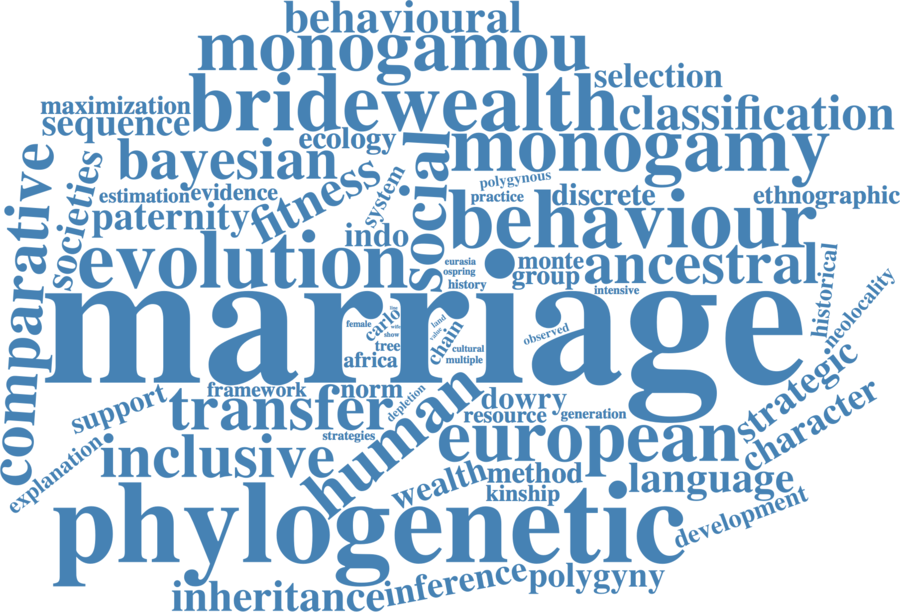 behavioural
monogamou
bridewealth
selection
maximization
classification
sequence
ecology
monogamy
bayesian
comparative
societies
fitness
system
social
polygynous
practice
discrete
ethnographic
estimation
evidence
paternity
behaviour
indo
evolution
eurasia
ospring
history
monte
group
ancestral
intensive
historical
neolocality
marriage
female
carlo
show
tree
africa
land
value
chain
cultural
multiple
observed
framework
norm
depletion
support
transfer
human
dowry
resource
generation
strategic
character
strategies
european
explanation
inclusive
wealth
method
kinship
language
phylogenetic
development
inheritance
inference
polygyny